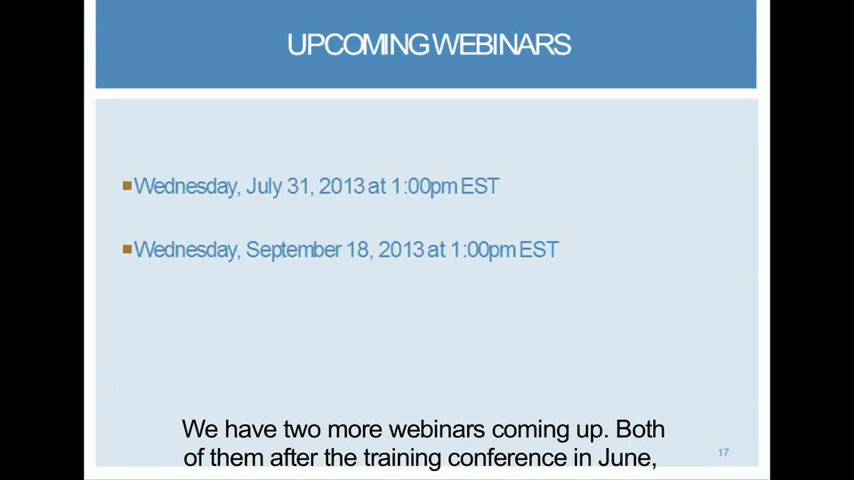 UPCOMING WEBINARS
Wednesday, July 31, 2013 at 1:00pm EST
Wednesday, September 18, 2013 at 1:00pm EST
We have two more webinars coming up. Both
of them after the training conference in June,
17